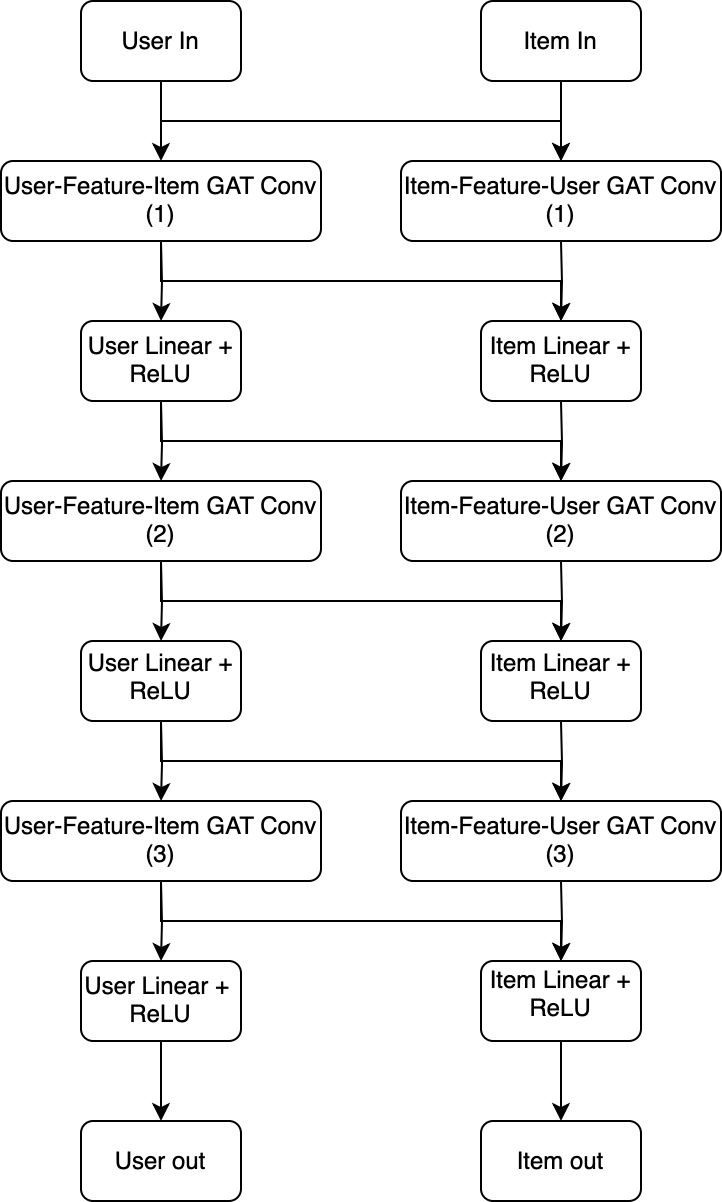 User In
Item In
User-Feature-Item GAT Conv
(1)
Item-Feature-User GAT Conv
(1)
User Linear +
ReLU
Item Linear +
ReLU
User-Feature-Item GAT Conv
(2)
Item-Feature-User GAT Conv
(2)
User Linear +
ReLU
Item Linear +
ReLU
User-Feature-Item GAT Conv
(3)
Item-Feature-User GAT Conv
(3)
User Linear +
ReLU
Item Linear +
ReLU
User out
Item out